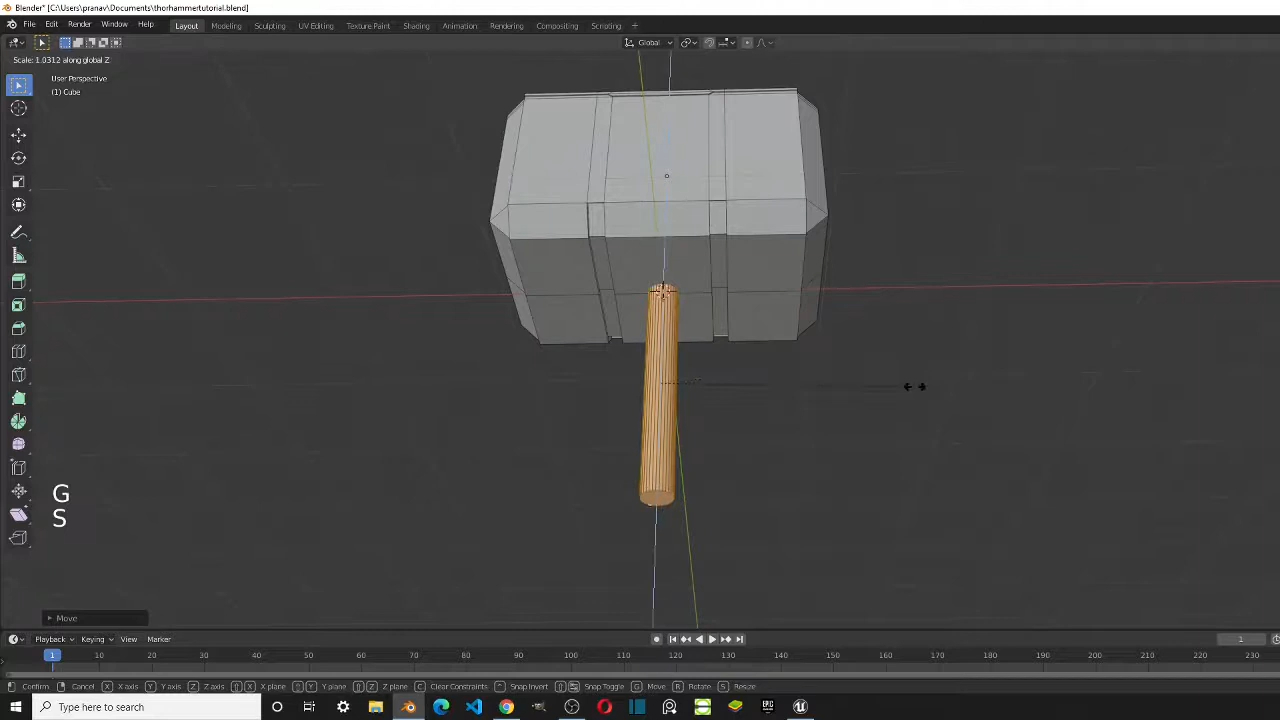 Blender* [C:\Users\pranav\Documents\thorhammertutorial.blend]
File Edit Render Window Help Layout Modeling Sculpting UV Editing Texture Paint Shading Animation Rendering Compositing Scripting +
Global
Scale: 1.0312 along global Z
User Perspective
(1) Cube
G
S
Move
Playback Keying View Marker 1
1 10 20 30 40 50 60 70 80 90 100 110 120 130 140 150 160 170 180 190 200 210 220 230
Confirm Cancel X X axis Y Y axis Z Z axis X X plane Y Y plane Z Z plane C Clear Constraints Snap Invert Snap Toggle G Move R Rotate S Resize
Type here to search
EPIC